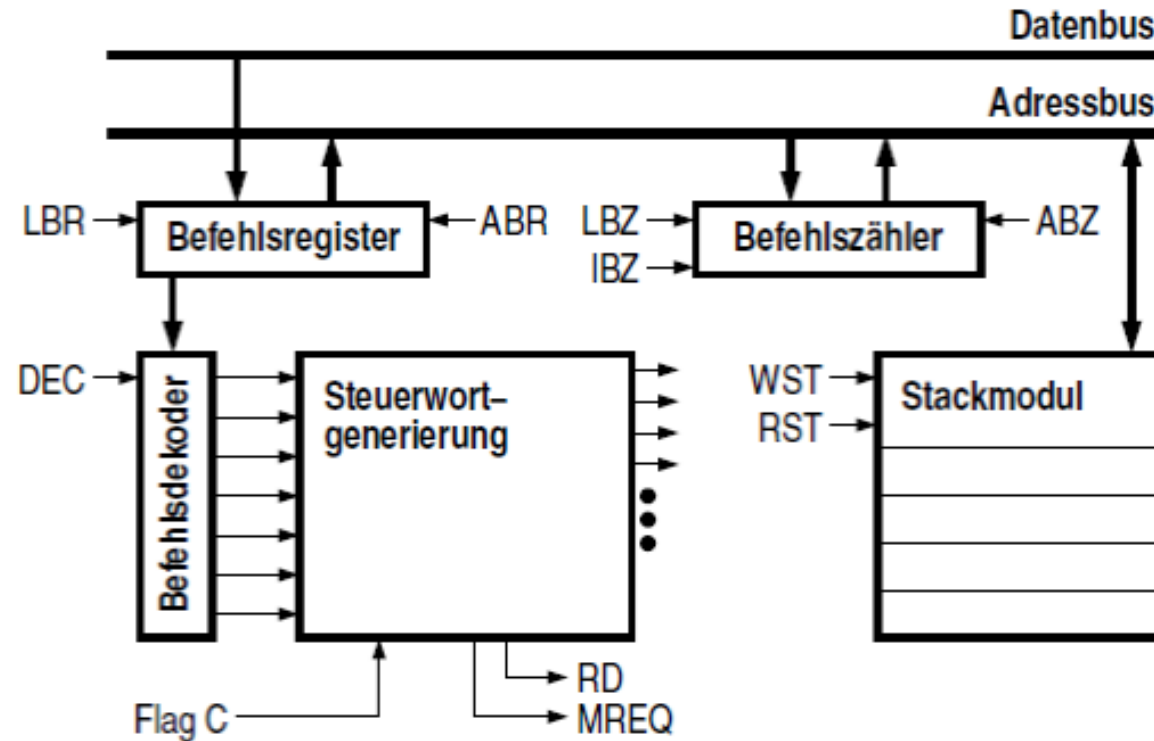 Datenbus
Adressbus
LBR
Befehlsregister
ABR
LBZ
IBZ
Befehlszähler
ABZ
DEC
Befehlsdekoder
Steuerwort–
generierung
WST
RST
Stackmodul
Flag C
RD
MREQ